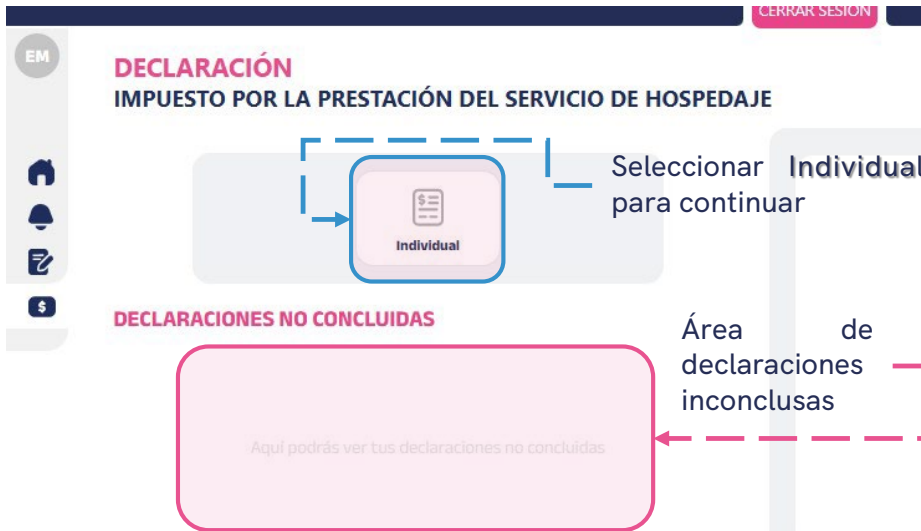 CERRAR SESIÓN
EM
DECLARACIÓN
IMPUESTO POR LA PRESTACIÓN DEL SERVICIO DE HOSPEDAJE
Seleccionar Individual
para continuar
Individual
DECLARACIONES NO CONCLUIDAS
Área de
declaraciones
inconclusas
Aquí podrás ver tus declaraciones no concluídas